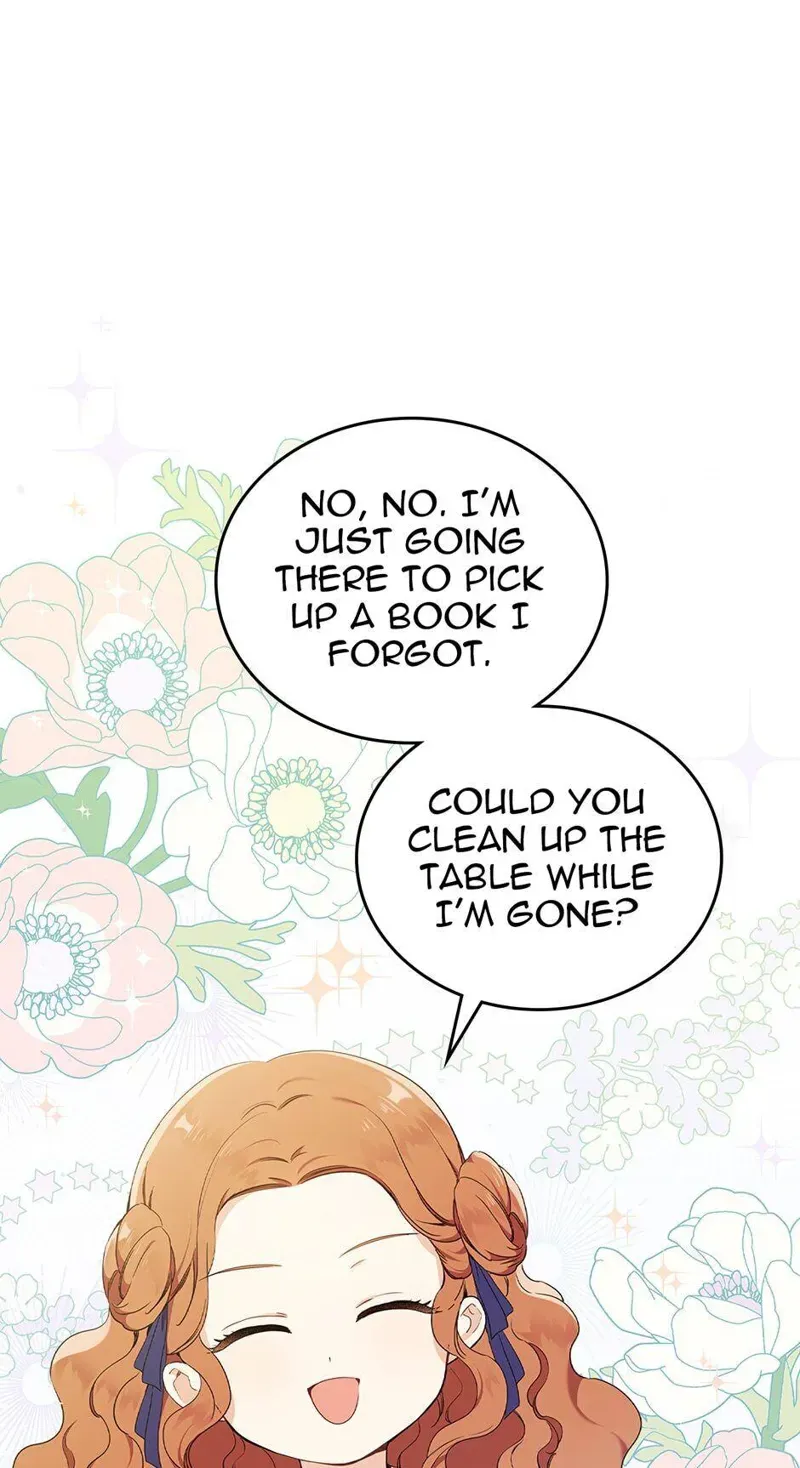 NO, NO. I'M
JUST GOING
THERE TO PICK
UP A BOOK I
FORGOT.
COULD YOU
CLEAN UP THE
TABLE WHILE
I'M GONE?